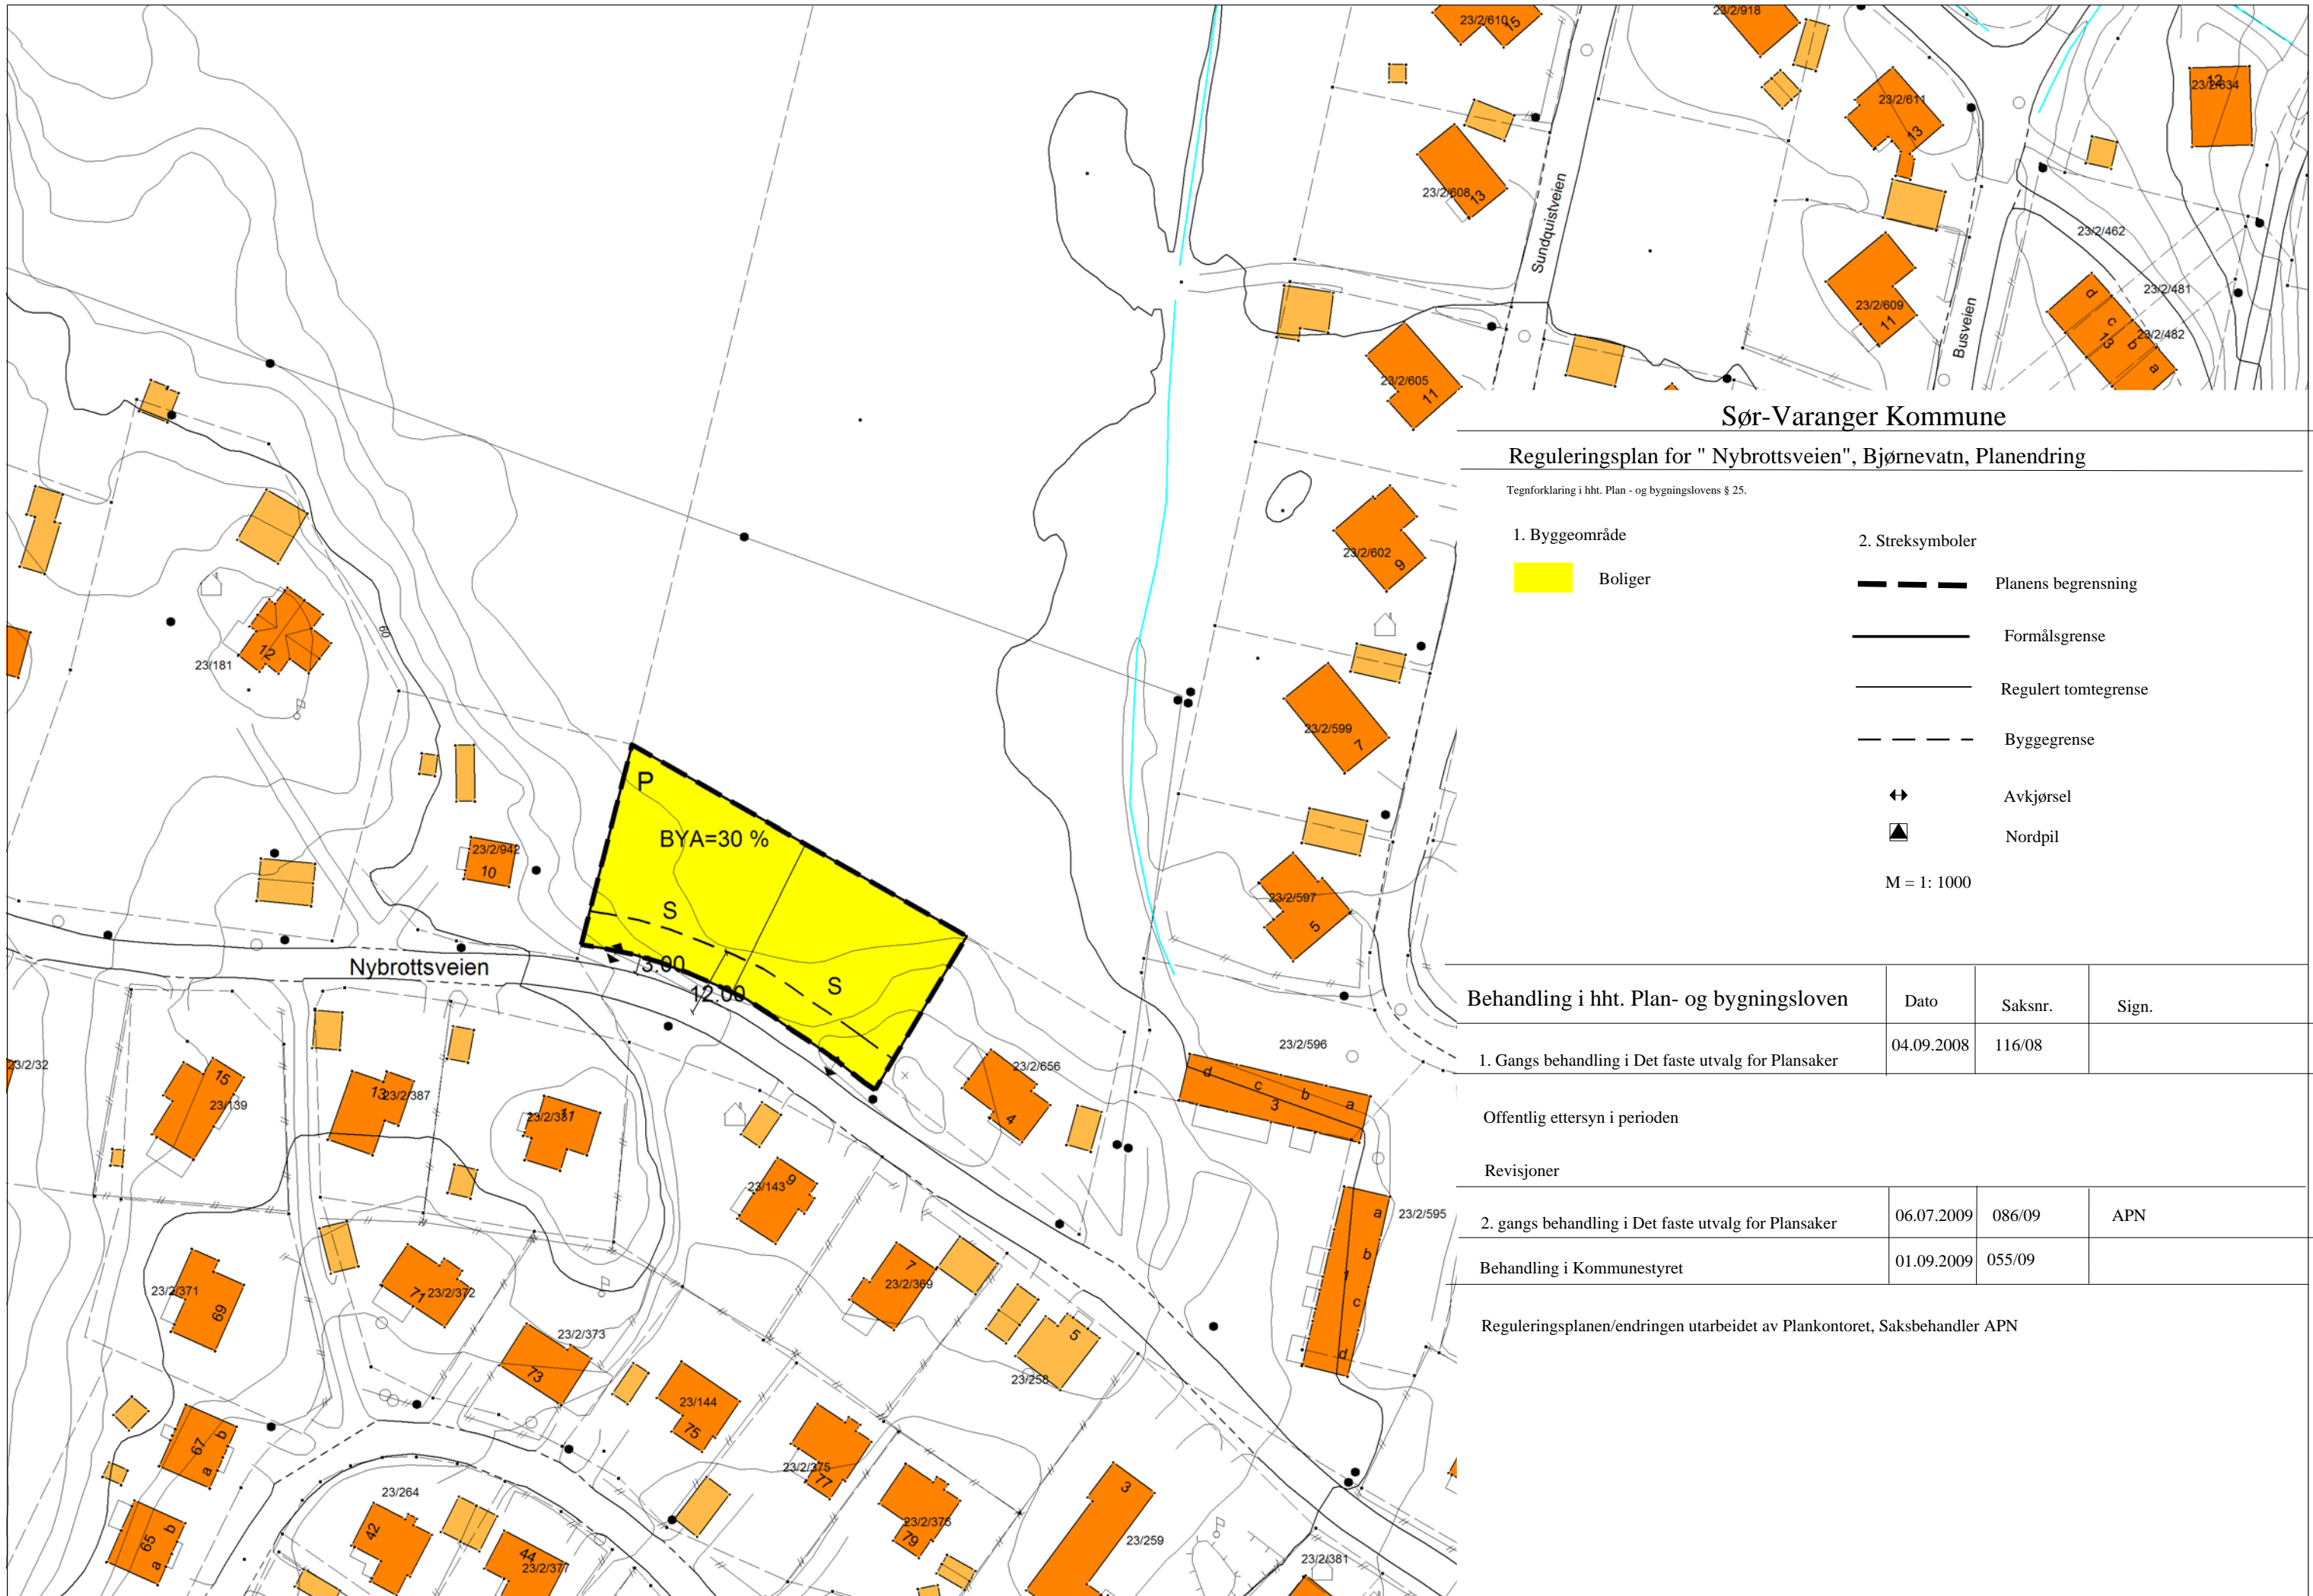 Sør-Varanger Kommune
Reguleringsplan for " Nybrottsveien", Bjørnevatn, Planendring
Tegnforklaring i hht. Plan - og bygningslovens § 25.
1. Byggeområde
Boliger
2. Streksymboler
Planens begrensning
Formålsgrense
Regulert tomtegrense
Byggegrense
Avkjørsel
Nordpil
M = 1: 1000
Behandling i hht. Plan- og bygningsloven Dato Saksnr. Sign.
1. Gangs behandling i Det faste utvalg for Plansaker 04.09.2008 116/08
Offentlig ettersyn i perioden
Revisjoner
2. gangs behandling i Det faste utvalg for Plansaker 06.07.2009 086/09 APN
Behandling i Kommunestyret 01.09.2009 055/09
Reguleringsplanen/endringen utarbeidet av Plankontoret, Saksbehandler APN
23/2/610 15
23/2/918
23/2/611 13
23/2/634 12
23/2/608 13
Sundquistveien
23/2/462
23/2/609 11
Busveien
23/2/481
23/2/482
d c b a 13
23/2/605 11
23/2/602 9
23/181 12
60
23/2/599 7
P
BYA=30 %
23/2/942 10
S
23/2/597 5
Nybrottsveien
3.00
12.00
S
23/2/596
23/2/32
23/2/656 4
d c b a 3
15 23/139
13 23/2/387
23/2/387 11
23/143 9
23/2/595
a b 1 c d
23/2/371 69
71 23/2/372
7 23/2/369
23/2/373 73
5 23/258
23/144 75
67 b a
23/2/375 77
23/264
3 23/259
65 b a
42
44 23/2/377
23/2/376 79
23/2/381